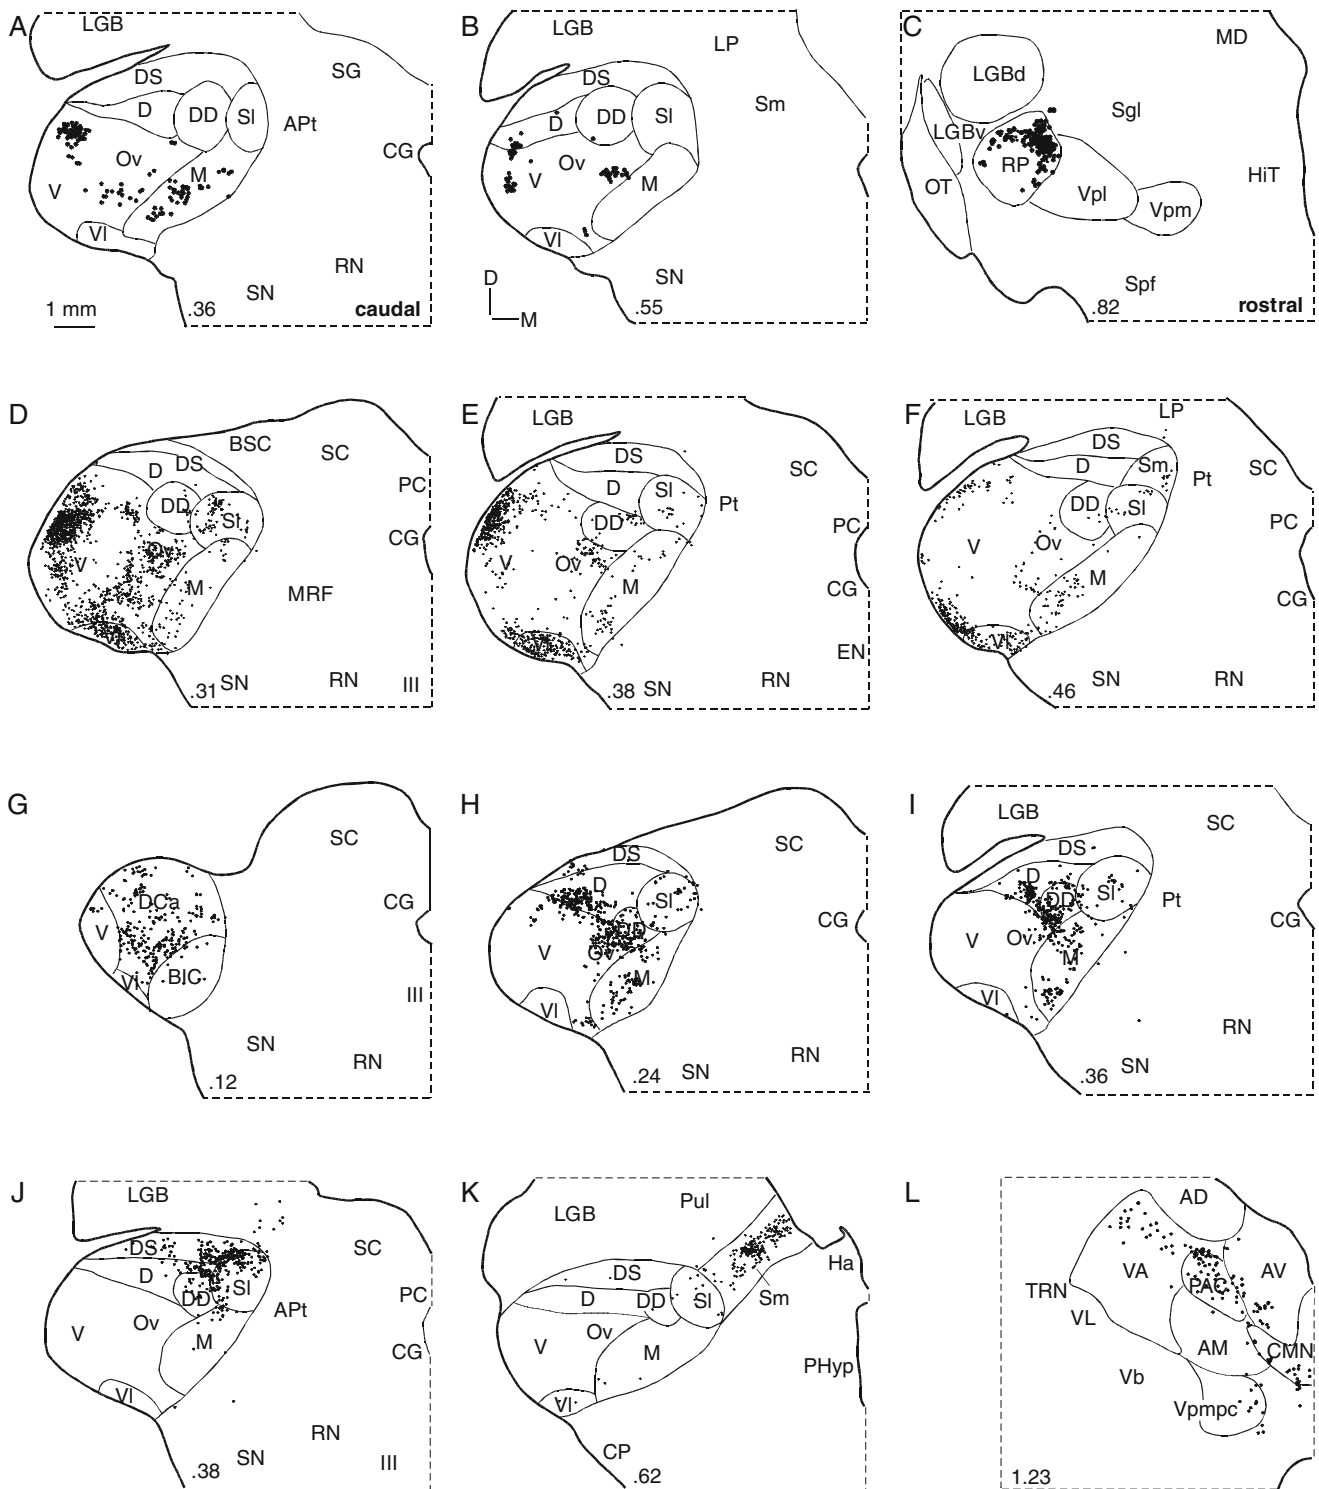 A
LGB
DS
SG
D
DD
Sl
APt
CG
Ov
M
V
Vl
RN
SN
1 mm
.36
caudal
B
LGB
LP
DS
Sm
D
DD
Sl
Ov
V
M
Vl
SN
D
M
.55
C
MD
LGBd
Sgl
LGBv
RP
HiT
OT
Vpl
Vpm
Spf
.82
rostral
D
BSC
SC
D
DS
PC
DD
Sl
CG
Ov
V
M
MRF
Vl
SN
RN
III
.31
E
LGB
DS
SC
D
Sl
Pt
DD
PC
V
Ov
M
CG
Vl
EN
.38
SN
RN
F
LGB
LP
DS
D
Sm
Pt
SC
DD
Sl
PC
V
Ov
M
CG
Vl
SN
RN
.46
G
SC
DCa
CG
V
Vl
BIC
III
SN
RN
.12
H
DS
SC
D
Sl
DD
CG
V
Ov
M
Vl
RN
.24
SN
I
LGB
SC
DS
D
DD
Sl
Pt
CG
V
Ov
M
Vl
RN
SN
.36
J
LGB
DS
SC
D
DD
Sl
PC
APt
V
Ov
M
CG
Vl
RN
SN
III
.38
K
LGB
Pul
DS
Ha
D
DD
Sl
Sm
V
Ov
M
PHyp
Vl
CP
.62
L
AD
VA
AV
TRN
PAC
VL
AM
CMN
Vb
Vpmpc
1.23